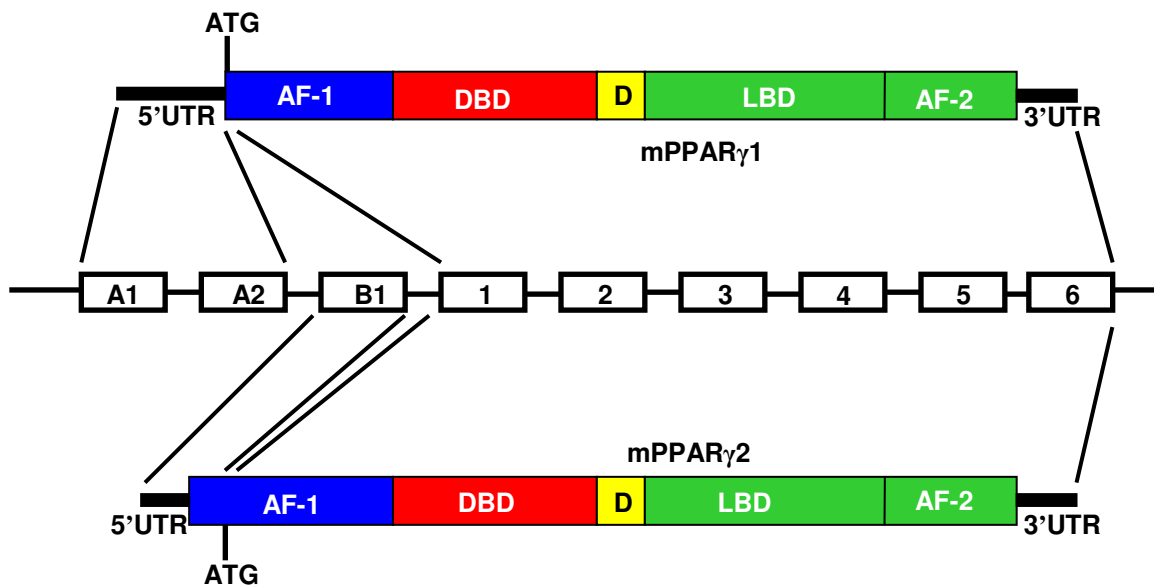 ATG
AF-1 DBD D LBD AF-2
5'UTR 3'UTR
mPPARγ1
A1 A2 B1 1 2 3 4 5 6
mPPARγ2
AF-1 DBD D LBD AF-2
5'UTR 3'UTR
ATG